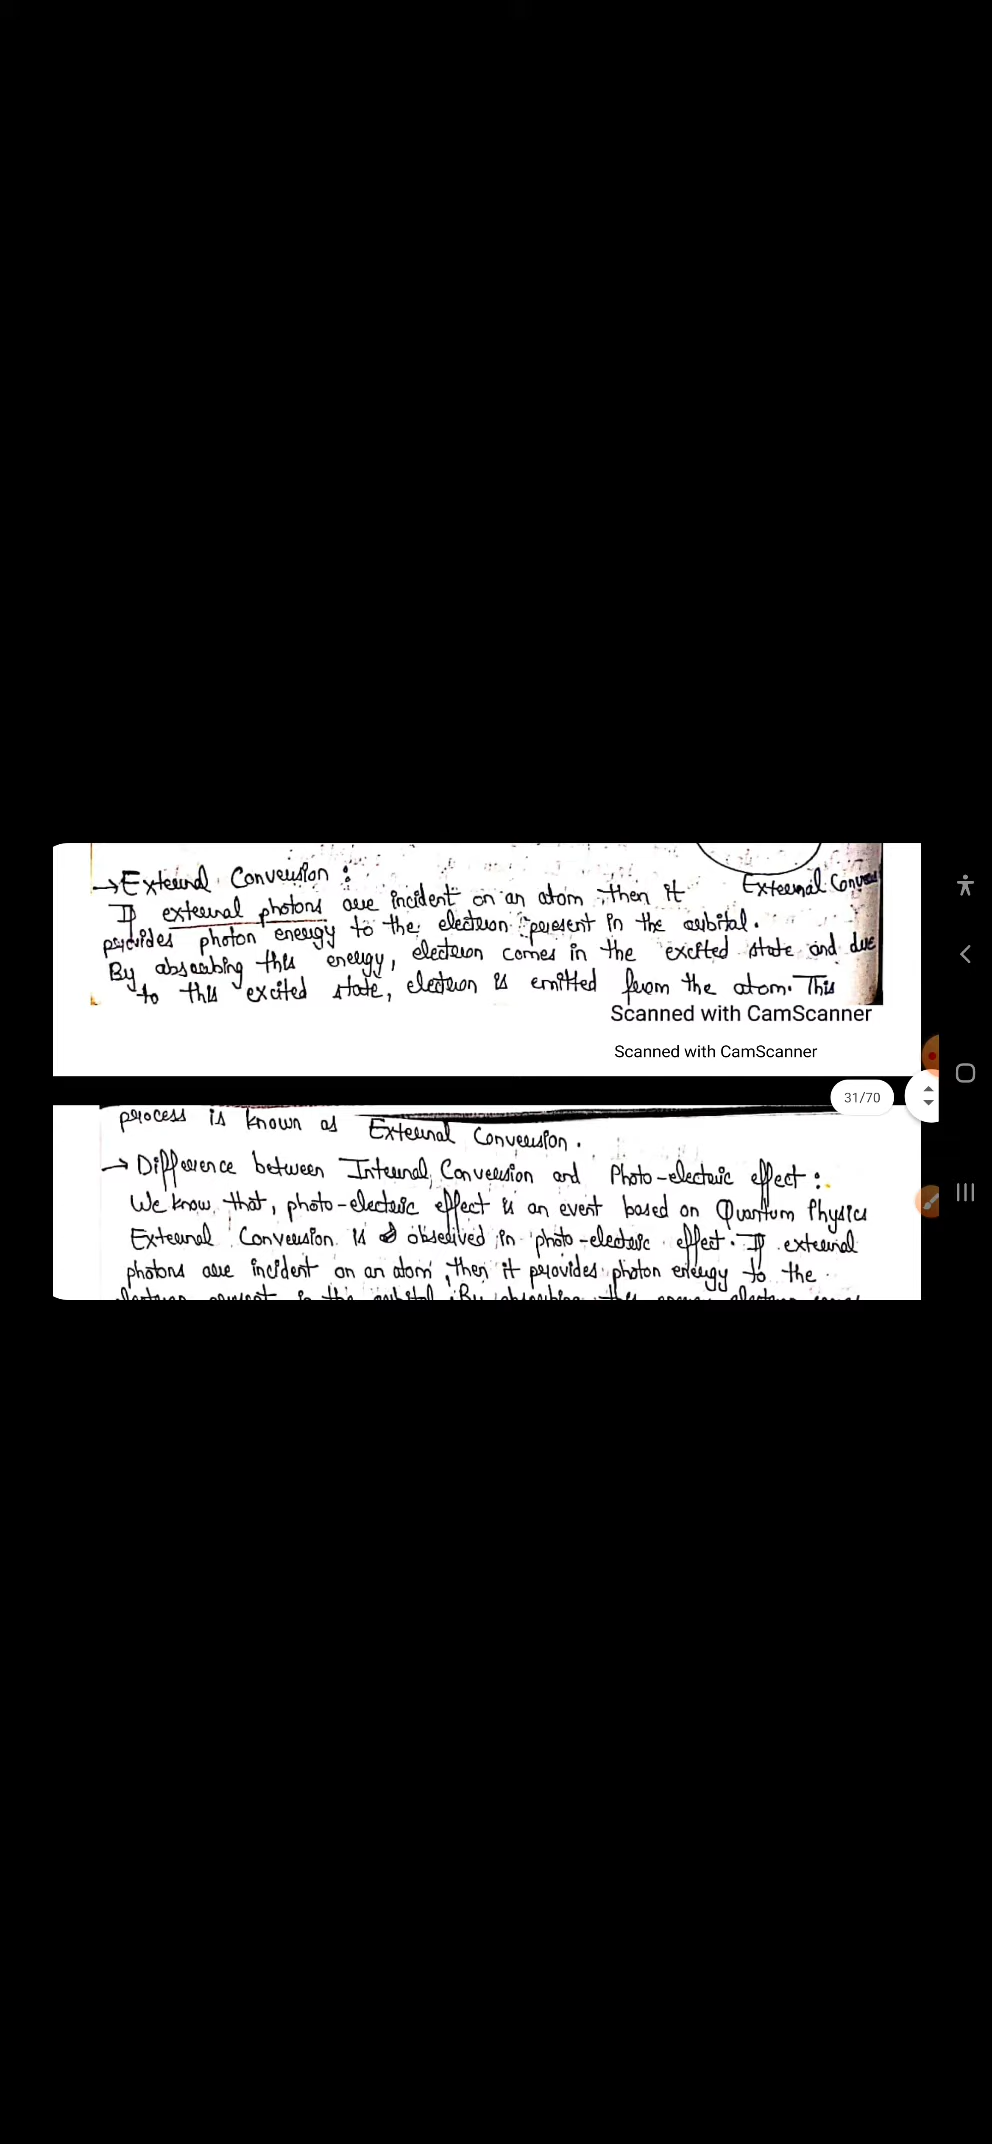 → External Conversion :
If external photons are incident on an atom, then it
External Conver
provides photon energy to the electron present in the orbital.
By absorbing this energy, electron comes in the excited state and due
to this excited state, electron is emitted from the atom. This
Scanned with CamScanner
Scanned with CamScanner
31/70
process is known as External Conversion.
→ Difference between Internal Conversion and Photo-electric effect :
We know that, photo-electric effect is an event based on Quantum Physics
External Conversion is observed in photo-electric effect. If external
photons are incident on an atom, then it provides photon energy to the